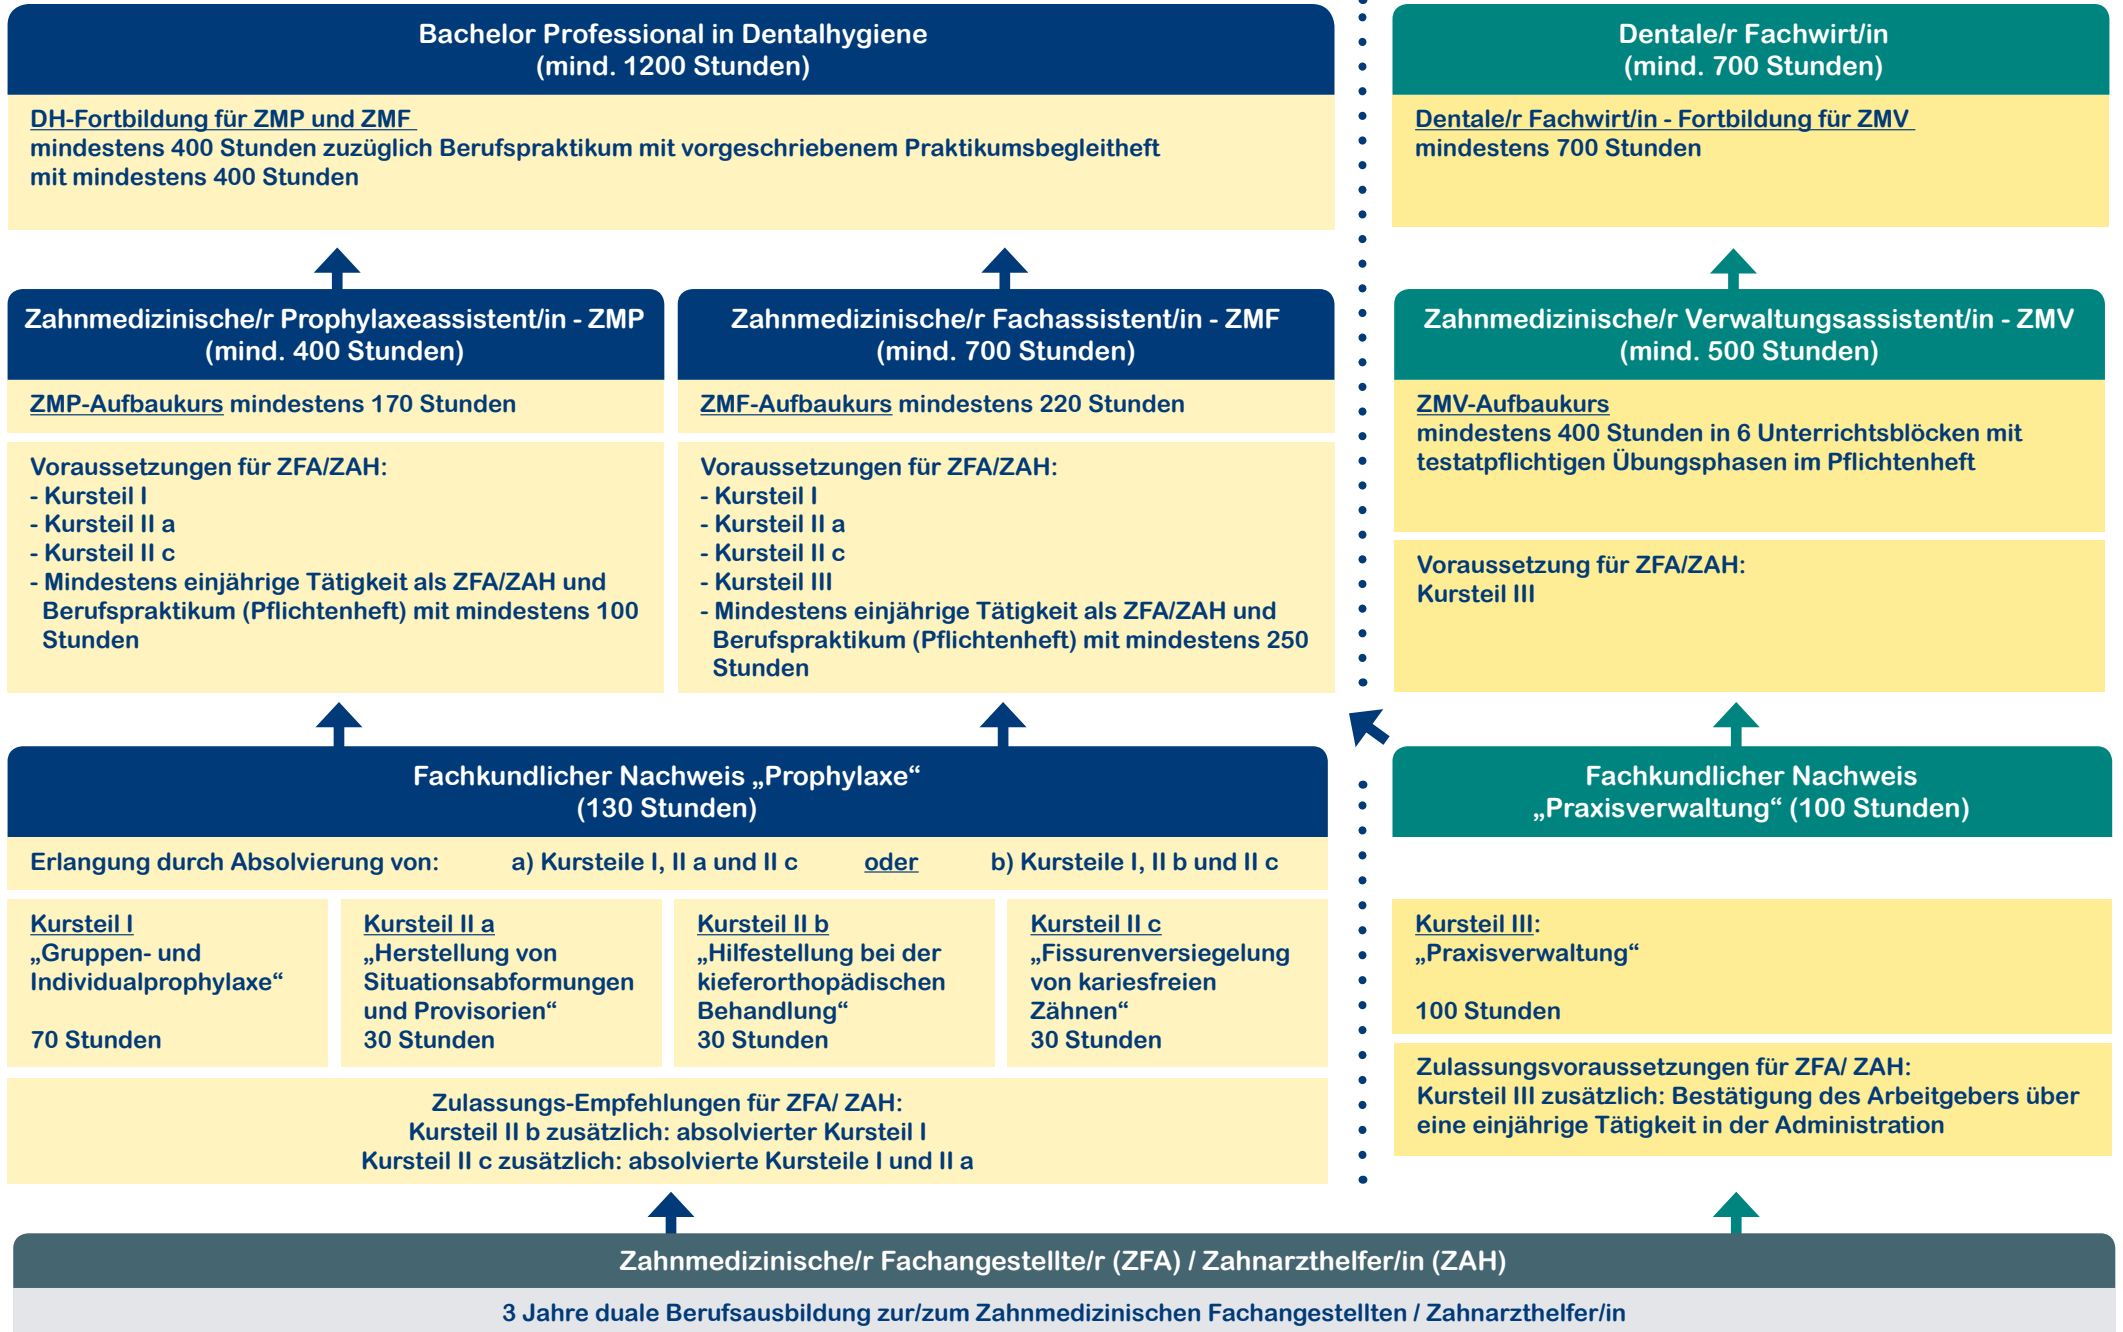 Bachelor Professional in Dentalhygiene
(mind. 1200 Stunden)
DH-Fortbildung für ZMP und ZMF
mindestens 400 Stunden zuzüglich Berufspraktikum mit vorgeschriebenem Praktikumsbegleitheft
mit mindestens 400 Stunden
Dentale/r Fachwirt/in
(mind. 700 Stunden)
Dentale/r Fachwirt/in - Fortbildung für ZMV
mindestens 700 Stunden
Zahnmedizinische/r Prophylaxeassistent/in - ZMP
(mind. 400 Stunden)
ZMP-Aufbaukurs mindestens 170 Stunden
Voraussetzungen für ZFA/ZAH:
- Kursteil I
- Kursteil II a
- Kursteil II c
- Mindestens einjährige Tätigkeit als ZFA/ZAH und
Berufspraktikum (Pflichtenheft) mit mindestens 100
Stunden
Zahnmedizinische/r Fachassistent/in - ZMF
(mind. 700 Stunden)
ZMF-Aufbaukurs mindestens 220 Stunden
Voraussetzungen für ZFA/ZAH:
- Kursteil I
- Kursteil II a
- Kursteil II c
- Kursteil III
- Mindestens einjährige Tätigkeit als ZFA/ZAH und
Berufspraktikum (Pflichtenheft) mit mindestens 250
Stunden
Zahnmedizinische/r Verwaltungsassistent/in - ZMV
(mind. 500 Stunden)
ZMV-Aufbaukurs
mindestens 400 Stunden in 6 Unterrichtsblöcken mit
testatpflichtigen Übungsphasen im Pflichtenheft
Voraussetzung für ZFA/ZAH:
Kursteil III
Fachkundlicher Nachweis „Prophylaxe“
(130 Stunden)
Erlangung durch Absolvierung von: a) Kursteile I, II a und II c oder b) Kursteile I, II b und II c
Kursteil I
„Gruppen- und
Individualprophylaxe“
70 Stunden
Kursteil II a
„Herstellung von
Situationsabformungen
und Provisorien“
30 Stunden
Kursteil II b
„Hilfestellung bei der
kieferorthopädischen
Behandlung“
30 Stunden
Kursteil II c
„Fissurenversiegelung
von kariesfreien
Zähnen“
30 Stunden
Zulassungs-Empfehlungen für ZFA/ ZAH:
Kursteil II b zusätzlich: absolvierter Kursteil I
Kursteil II c zusätzlich: absolvierte Kursteile I und II a
Fachkundlicher Nachweis
„Praxisverwaltung“ (100 Stunden)
Kursteil III:
„Praxisverwaltung“
100 Stunden
Zulassungsvoraussetzungen für ZFA/ ZAH:
Kursteil III zusätzlich: Bestätigung des Arbeitgebers über
eine einjährige Tätigkeit in der Administration
Zahnmedizinische/r Fachangestellte/r (ZFA) / Zahnarzthelfer/in (ZAH)
3 Jahre duale Berufsausbildung zur/zum Zahnmedizinischen Fachangestellten / Zahnarzthelfer/in